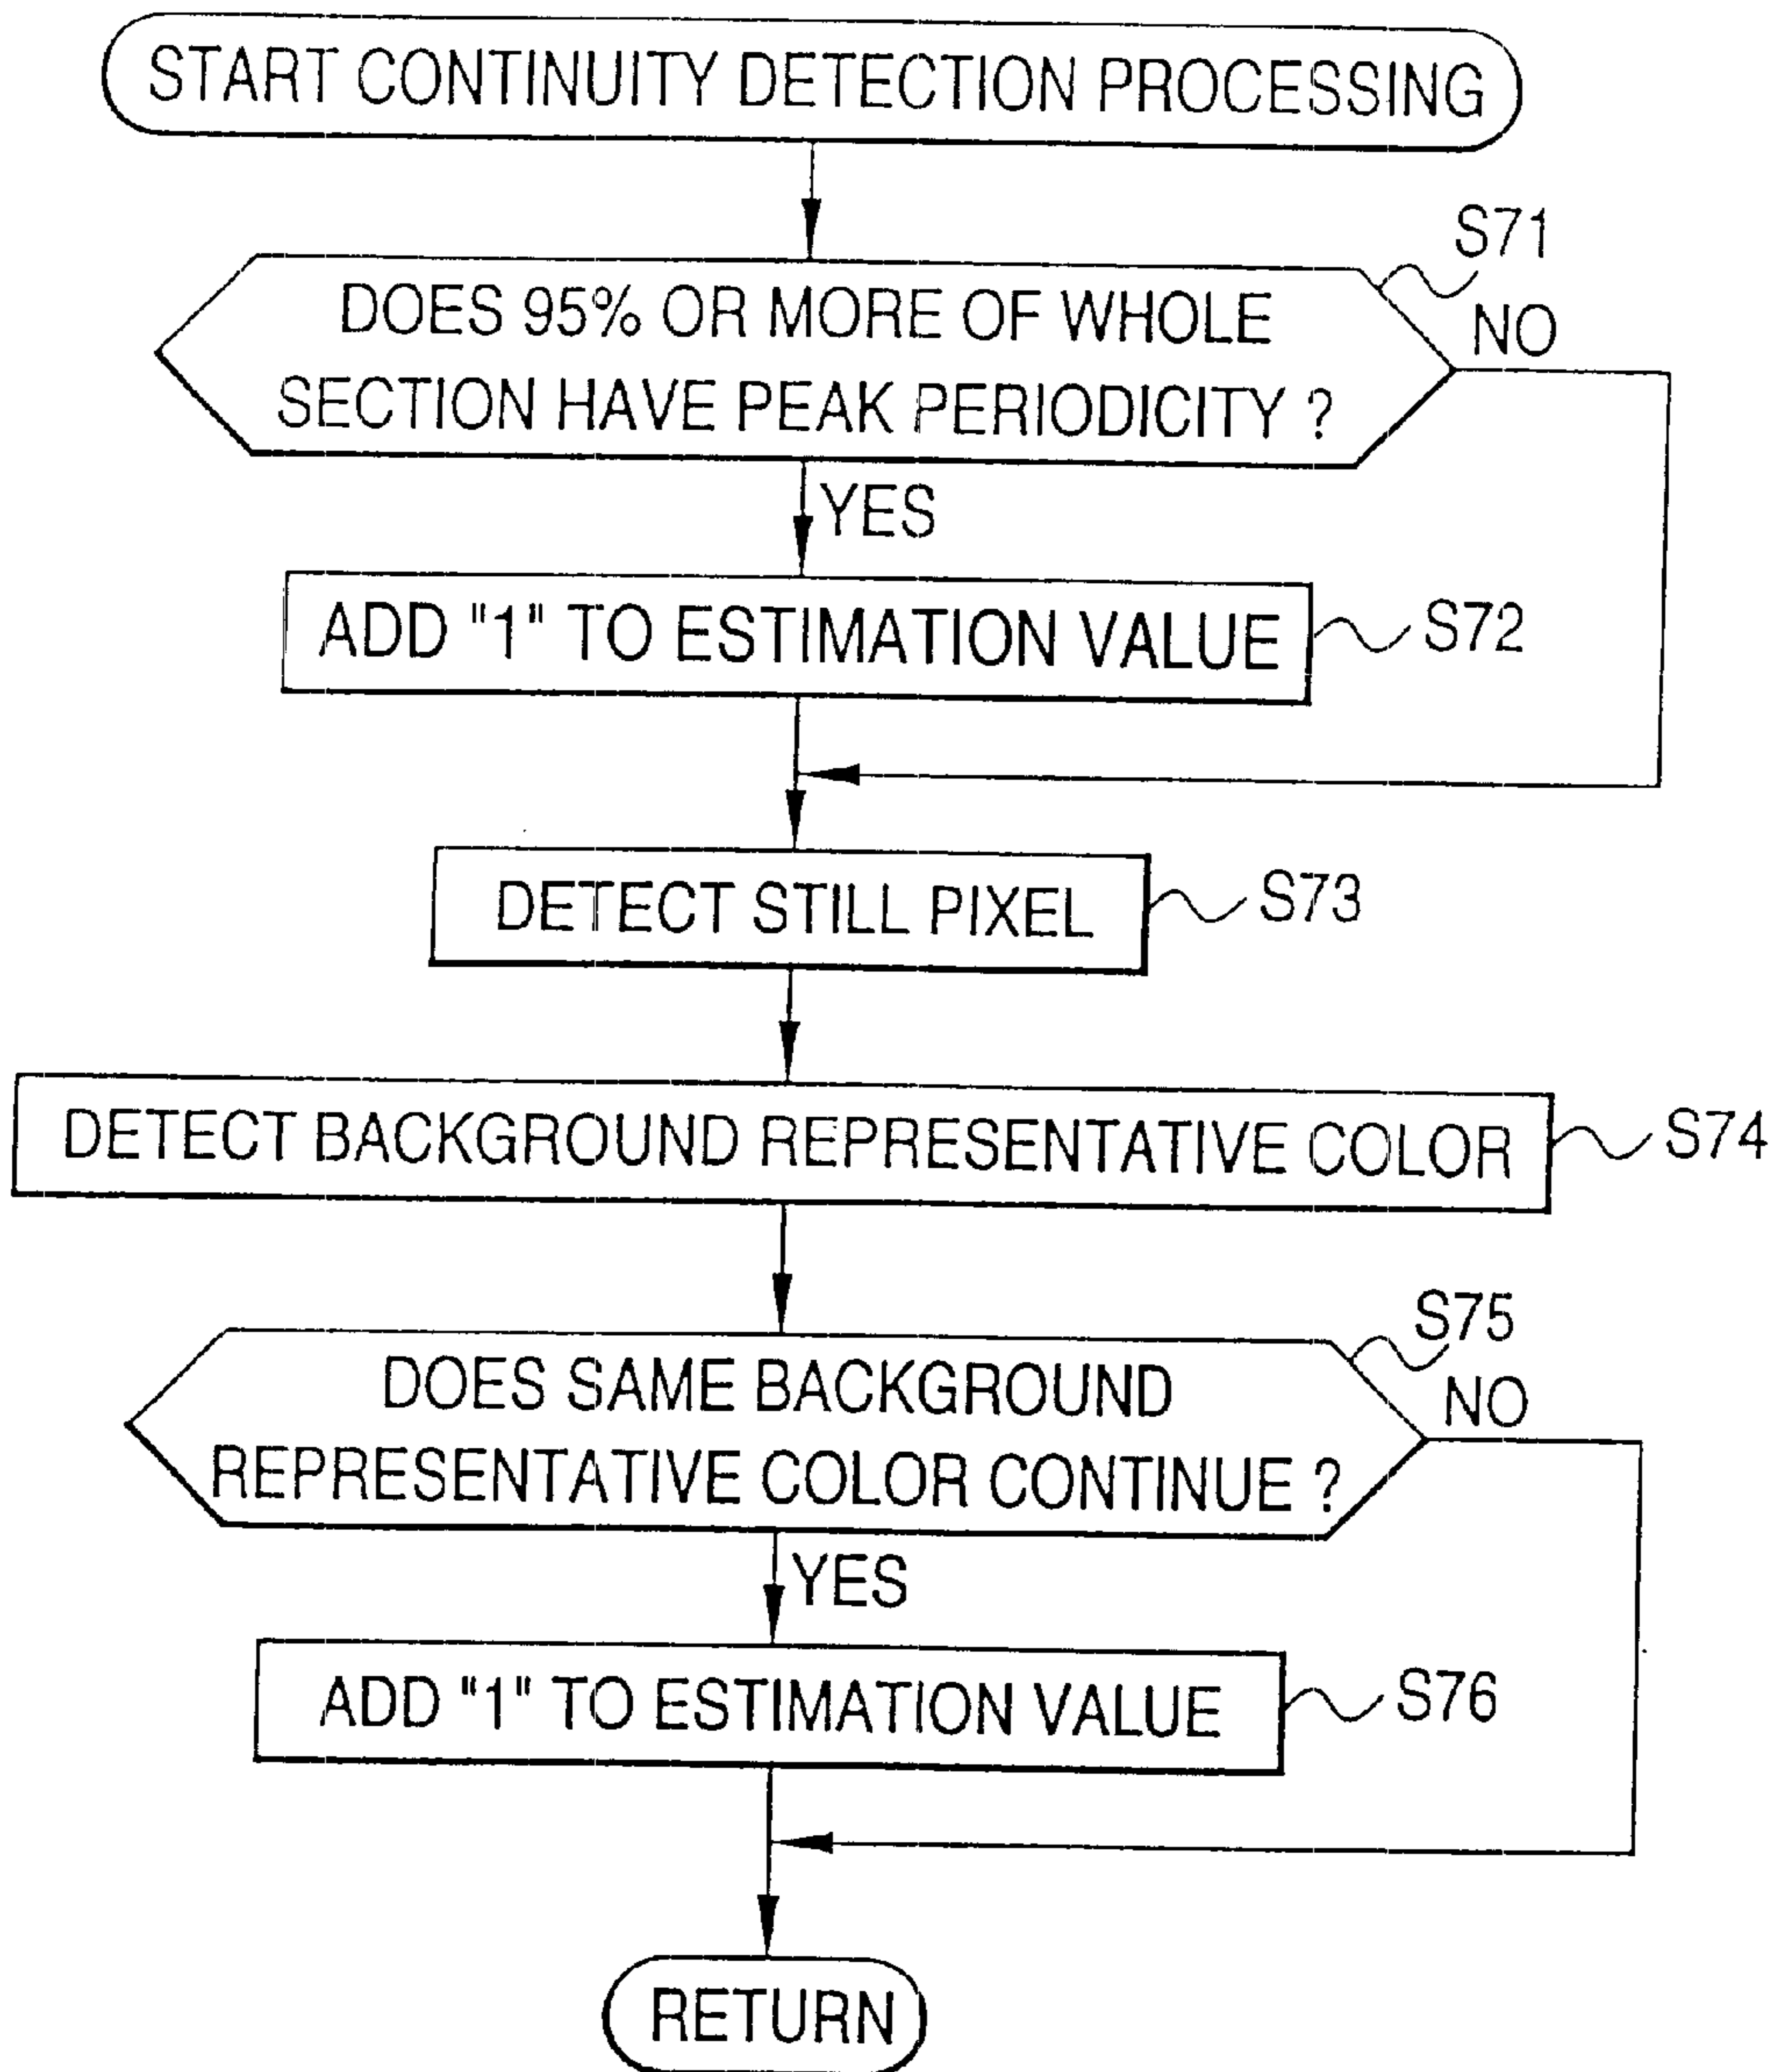 START CONTINUITY DETECTION PROCESSING
S71
DOES 95% OR MORE OF WHOLE
SECTION HAVE PEAK PERIODICITY ?
NO
YES
ADD "1" TO ESTIMATION VALUE
S72
DETECT STILL PIXEL
S73
DETECT BACKGROUND REPRESENTATIVE COLOR
S74
S75
DOES SAME BACKGROUND
REPRESENTATIVE COLOR CONTINUE ?
NO
YES
ADD "1" TO ESTIMATION VALUE
S76
RETURN